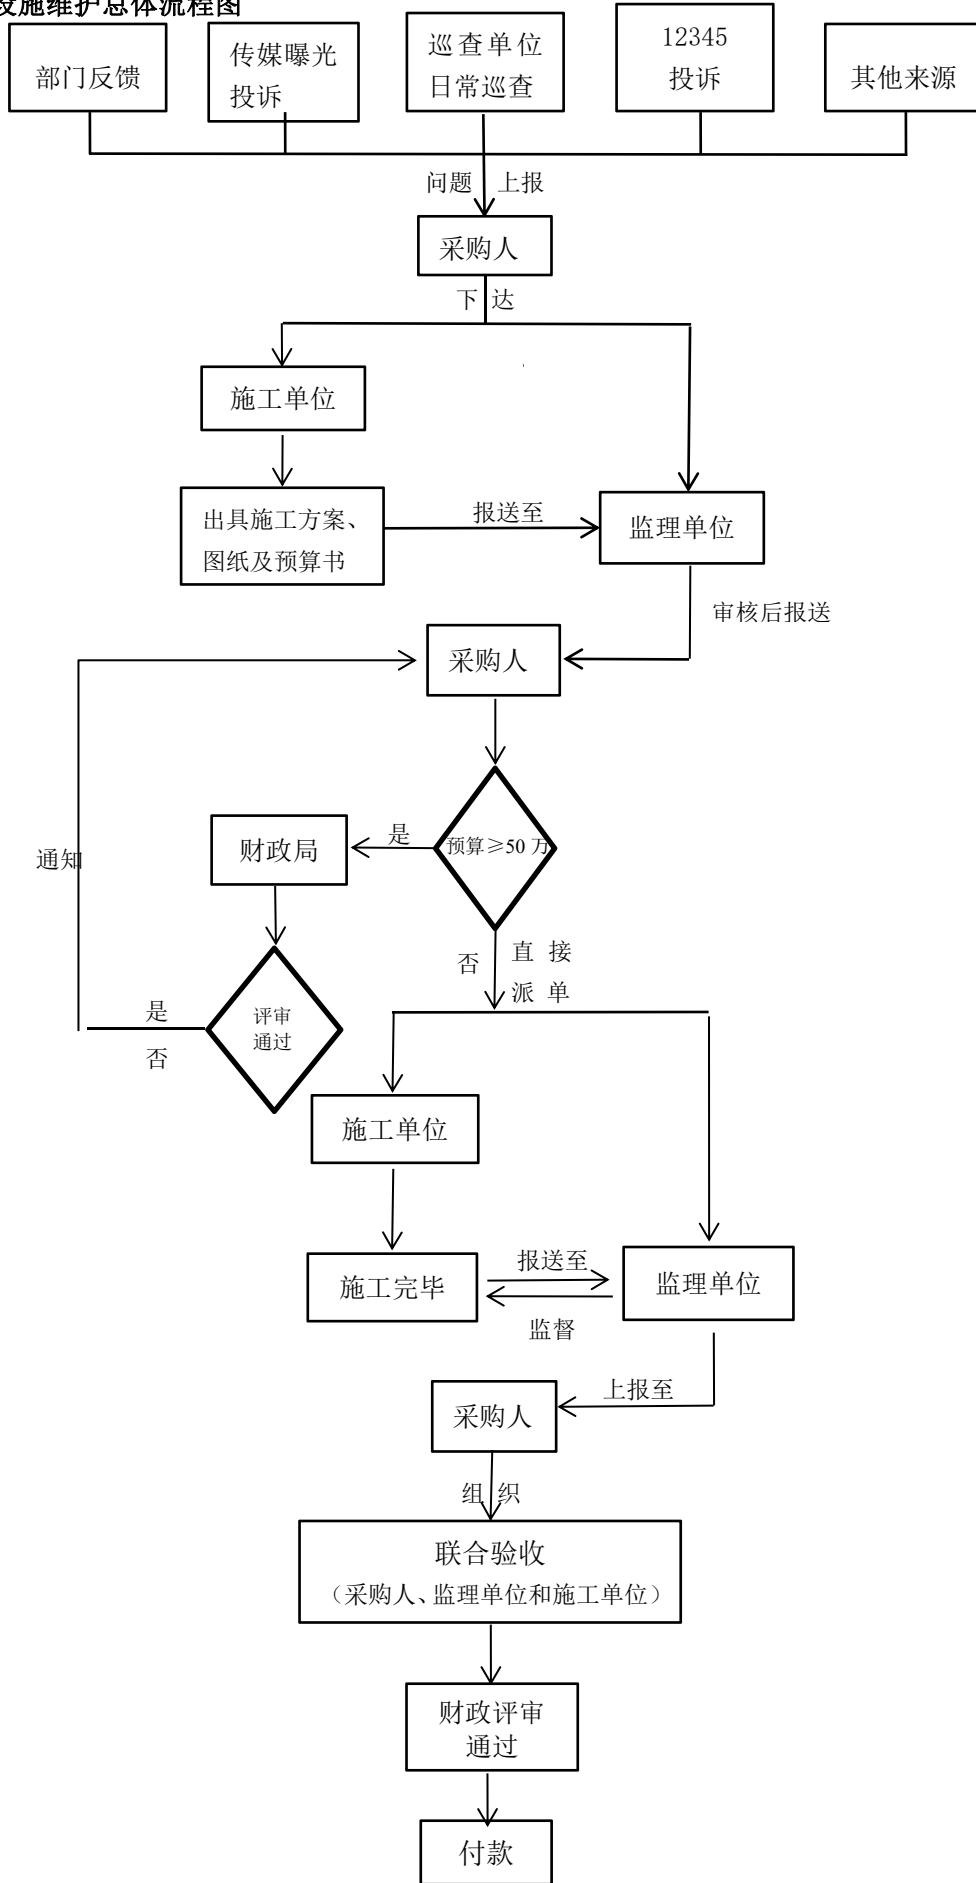 设施维护总体流程图
部门反馈
传媒曝光
投诉
巡查单位
日常巡查
12345
投诉
其他来源
问题 上报
采购人
下 达
施工单位
出具施工方案、
图纸及预算书
报送至
监理单位
审核后报送
采购人
预算≥50 万
是
财政局
通知
否
直 接
派 单
评审
通过
是
否
施工单位
施工完毕
报送至
监督
监理单位
上报至
采购人
组 织
联合验收
（采购人、监理单位和施工单位）
财政评审
通过
付款